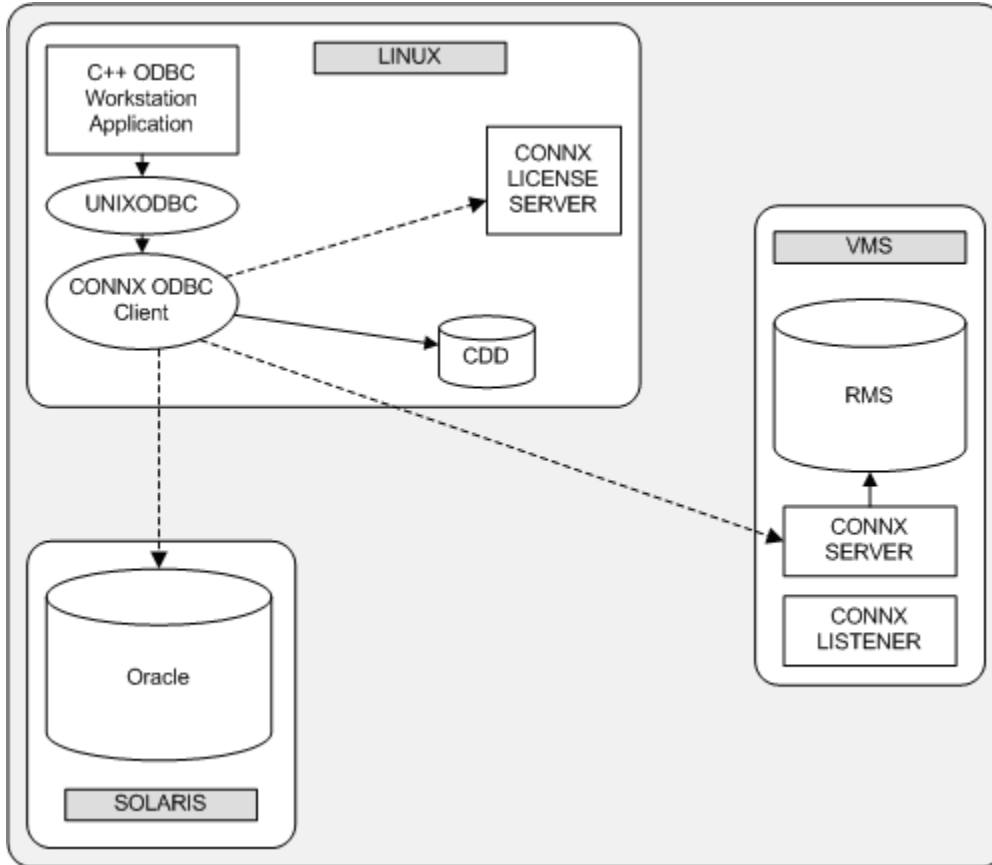 LINUX
C++ ODBC
Workstation
Application
CONNX
LICENSE
SERVER
UNIXODBC
CONNX ODBC
Client
CDD
VMS
RMS
CONNX
SERVER
CONNX
LISTENER
Oracle
SOLARIS